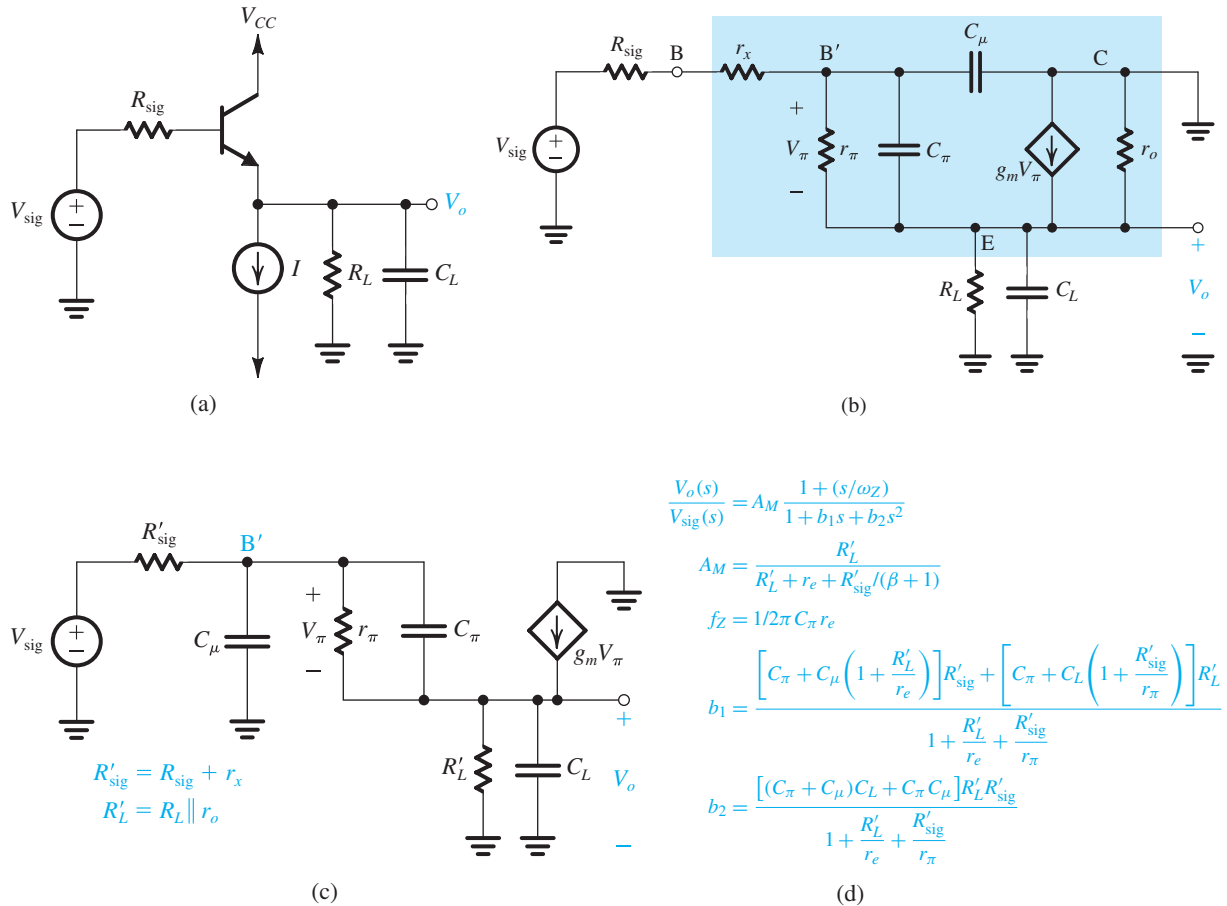 V_CC
R_sig
V_sig
+
−
V_o
I
R_L
C_L
(a)
R_sig
B
r_x
B′
C_μ
C
V_sig
+
−
+
V_π
−
r_π
C_π
g_m V_π
r_o
E
R_L
C_L
+
V_o
−
(b)
R′_sig
B′
V_sig
+
−
C_μ
+
V_π
−
r_π
C_π
g_m V_π
R′_L
C_L
+
V_o
−
R′_sig = R_sig + r_x
R′_L = R_L ∥ r_o
(c)
V_o(s)/V_sig(s) = A_M (1 + (s/ω_Z))/(1 + b_1 s + b_2 s²)
A_M = R′_L/(R′_L + r_e + R′_sig/(β + 1))
f_Z = 1/2π C_π r_e
b_1 = ([C_π + C_μ(1 + R′_L/r_e)]R′_sig + [C_π + C_L(1 + R′_sig/r_π)]R′_L)/(1 + R′_L/r_e + R′_sig/r_π)
b_2 = ([(C_π + C_μ)C_L + C_π C_μ]R′_L R′_sig)/(1 + R′_L/r_e + R′_sig/r_π)
(d)